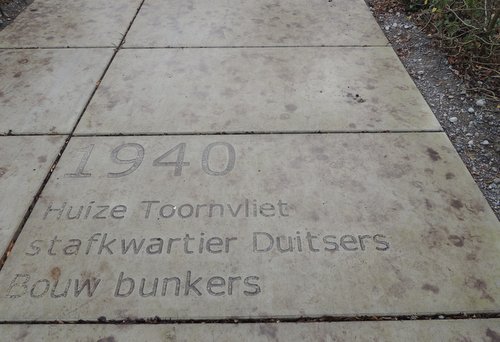 1940
Huize Toornvliet
stafkwartier Duitsers
Bouw bunkers